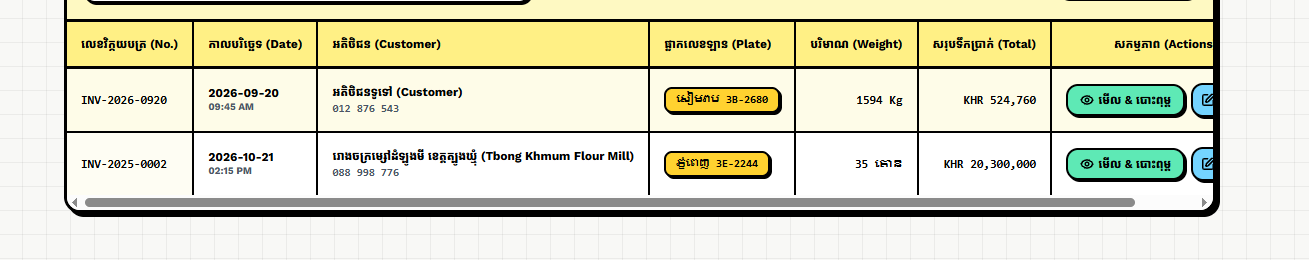 លេខវិក្កយបត្រ (No.)
កាលបរិច្ឆេទ (Date)
អតិថិជន (Customer)
ផ្លាកលេខឡាន (Plate)
បរិមាណ (Weight)
សរុបទឹកប្រាក់ (Total)
សកម្មភាព (Actions
INV-2026-0920
2026-09-20
09:45 AM
អតិថិជនទូទៅ (Customer)
012 876 543
សៀមរាប 3B-2680
1594 Kg
KHR 524,760
មើល & បោះពុម្ព
INV-2025-0002
2026-10-21
02:15 PM
រោងចក្រម្សៅដំឡូងមី ខេត្តត្បូងឃ្មុំ (Tbong Khmum Flour Mill)
088 998 776
ភ្នំពេញ 3E-2244
35 តោន
KHR 20,300,000
មើល & បោះពុម្ព